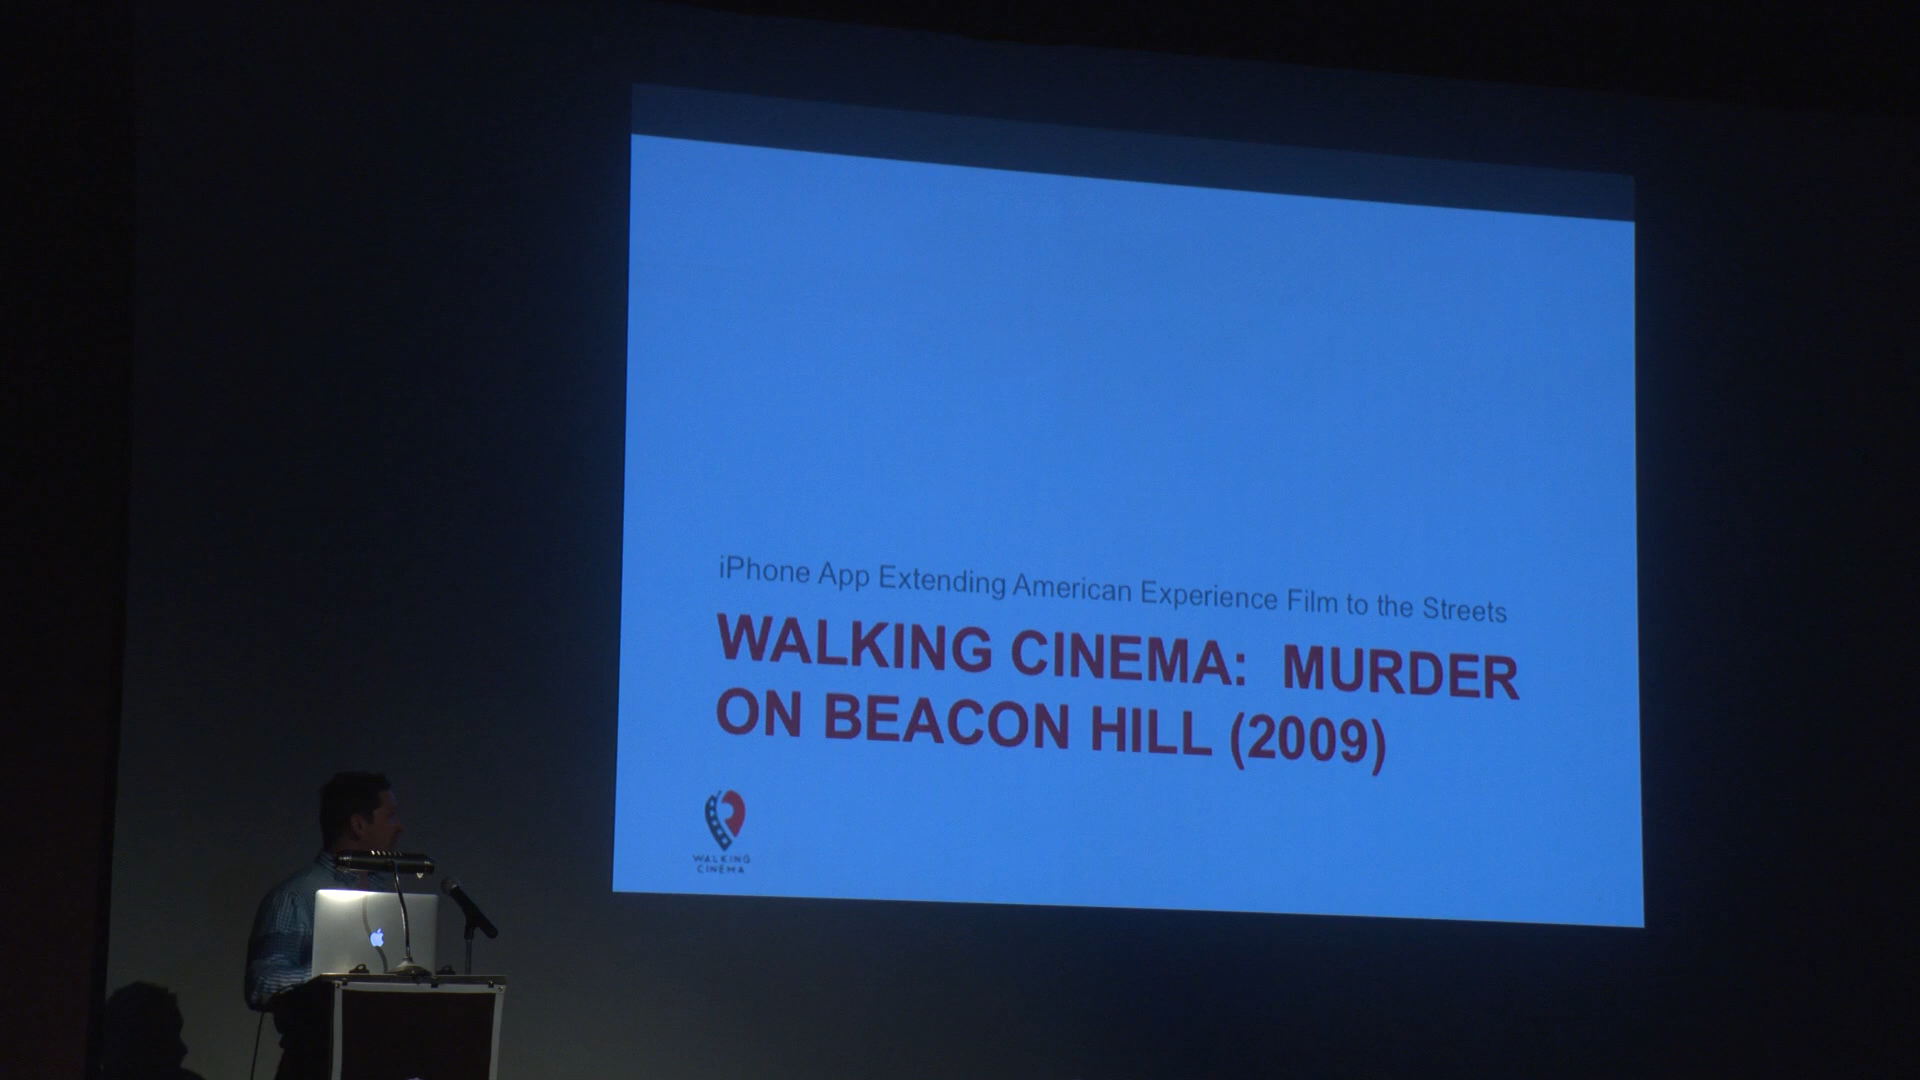 iPhone App Extending American Experience Film to the Streets
WALKING CINEMA: MURDER
ON BEACON HILL (2009)
WALKING
CINEMA